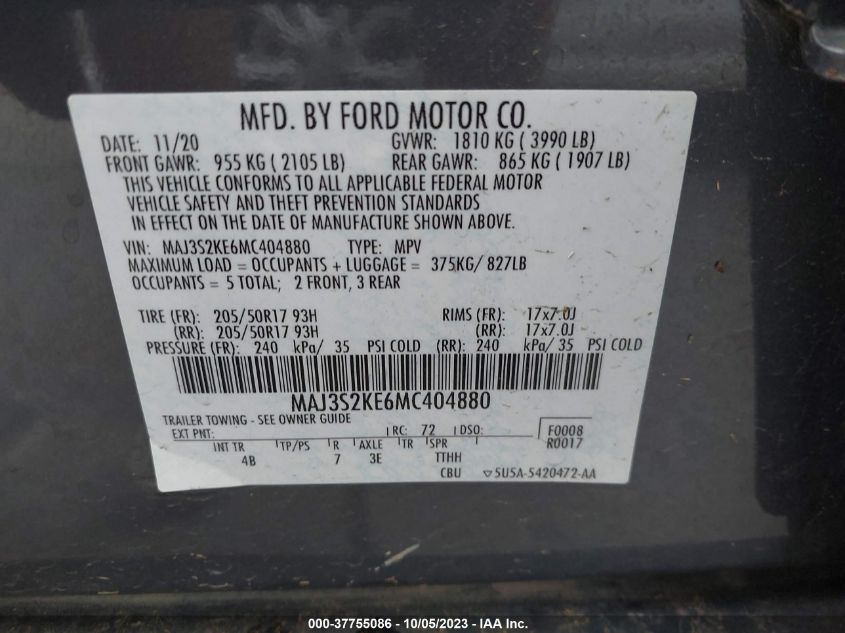 MFD. BY FORD MOTOR CO.
DATE: 11/20 GVWR: 1810 KG ( 3990 LB)
FRONT GAWR: 955 KG ( 2105 LB) REAR GAWR: 865 KG ( 1907 LB)
THIS VEHICLE CONFORMS TO ALL APPLICABLE FEDERAL MOTOR
VEHICLE SAFETY AND THEFT PREVENTION STANDARDS
IN EFFECT ON THE DATE OF MANUFACTURE SHOWN ABOVE.
VIN: MAJ3S2KE6MC404880 TYPE: MPV
MAXIMUM LOAD = OCCUPANTS + LUGGAGE = 375KG/ 827LB
OCCUPANTS = 5 TOTAL; 2 FRONT, 3 REAR
TIRE (FR): 205/50R17 93H RIMS (FR): 17x7.0J
(RR): 205/50R17 93H (RR): 17x7.0J
PRESSURE (FR): 240 kPa/ 35 PSI COLD (RR): 240 kPa/ 35 PSI COLD
MAJ3S2KE6MC404880
TRAILER TOWING - SEE OWNER GUIDE
EXT PNT: RC: 72 DSO: F0008
R0017
INT TR TP/PS R AXLE TR SPR
4B 7 3E TTHH
CBU 5U5A-5420472-AA
000-37755086 - 10/05/2023 - IAA Inc.